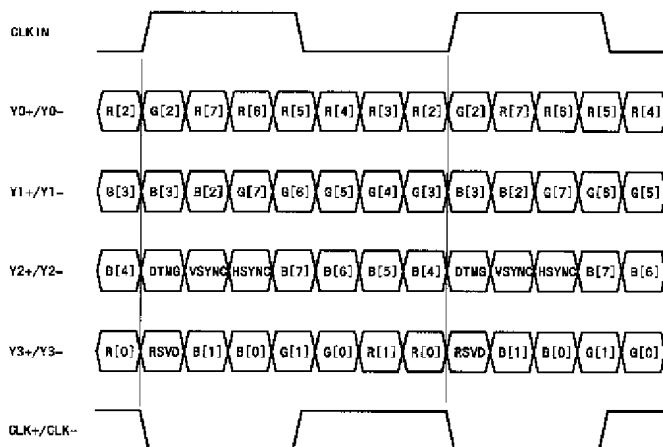 CLKIN
Y0+/Y0- R[2] G[2] R[7] R[6] R[5] R[4] R[3] R[2] G[2] R[7] R[6] R[5] R[4]
Y1+/Y1- G[3] B[3] B[2] G[7] G[6] G[5] G[4] G[3] B[3] B[2] G[7] G[6] G[5]
Y2+/Y2- B[4] DTMG VSYNC HSYNC B[7] B[6] B[5] B[4] DTMG VSYNC HSYNC B[7] B[6]
Y3+/Y3- R[0] RSVD B[1] B[0] G[1] G[0] R[1] R[0] RSVD B[1] B[0] G[1] G[0]
CLK+/CLK-